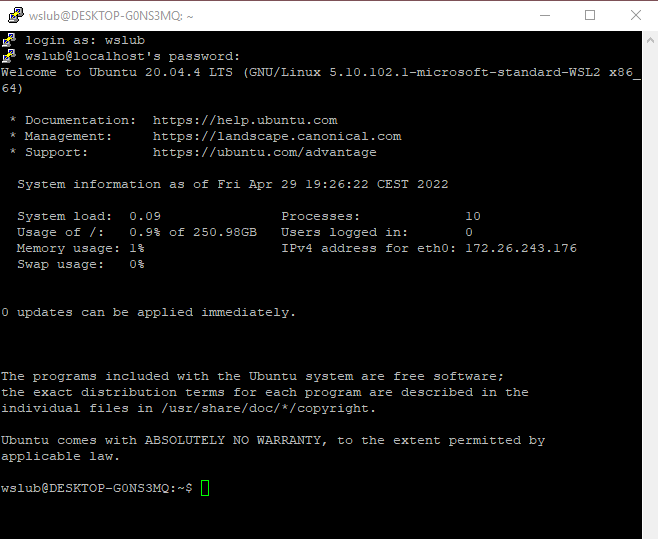 wslub@DESKTOP-G0NS3MQ: ~
login as: wslub
wslub@localhost's password:
Welcome to Ubuntu 20.04.4 LTS (GNU/Linux 5.10.102.1-microsoft-standard-WSL2 x86_
64)
* Documentation:  https://help.ubuntu.com
* Management:     https://landscape.canonical.com
* Support:        https://ubuntu.com/advantage
System information as of Fri Apr 29 19:26:22 CEST 2022
System load:  0.09               Processes:             10
Usage of /:   0.9% of 250.98GB   Users logged in:       0
Memory usage: 1%                 IPv4 address for eth0: 172.26.243.176
Swap usage:   0%
0 updates can be applied immediately.
The programs included with the Ubuntu system are free software;
the exact distribution terms for each program are described in the
individual files in /usr/share/doc/*/copyright.
Ubuntu comes with ABSOLUTELY NO WARRANTY, to the extent permitted by
applicable law.
wslub@DESKTOP-G0NS3MQ:~$